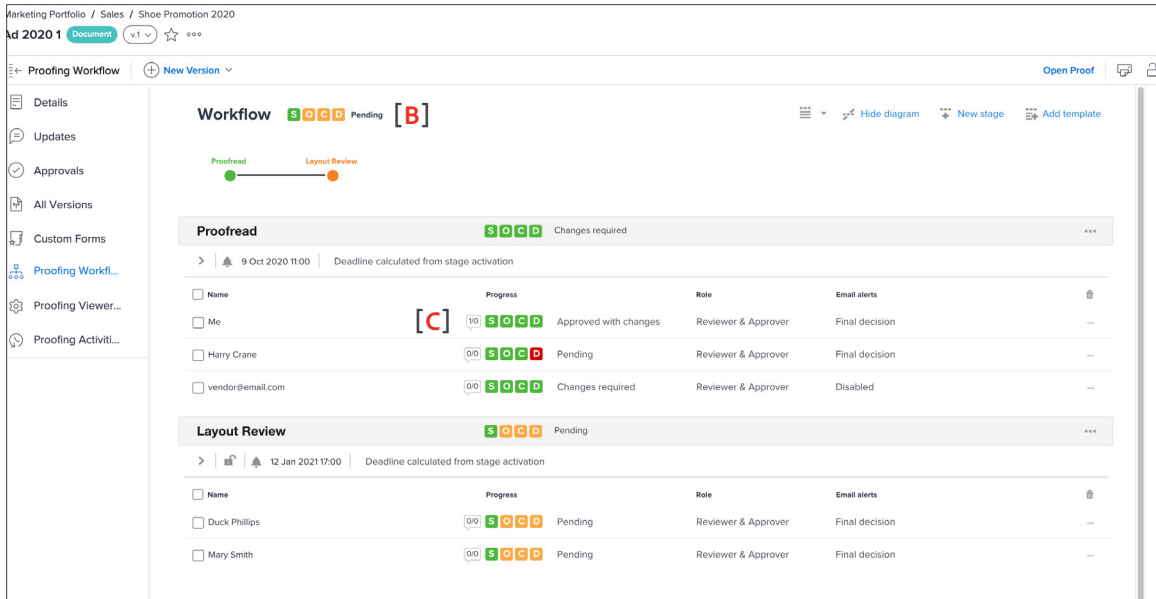 Marketing Portfolio / Sales / Shoe Promotion 2020
Ad 2020 1 Document v.1
Proofing Workflow New Version Open Proof
Details
Updates
Approvals
All Versions
Custom Forms
Proofing Workfl...
Proofing Viewer...
Proofing Activiti...
Workflow S O C D Pending [B] Hide diagram New stage Add template
Proofread Layout Review
Proofread S O C D Changes required
9 Oct 2020 11:00 Deadline calculated from stage activation
Name Progress Role Email alerts
Me [C] 1/0 S O C D Approved with changes Reviewer & Approver Final decision
Harry Crane 0/0 S O C D Pending Reviewer & Approver Final decision
vendor@email.com 0/0 S O C D Changes required Reviewer & Approver Disabled
Layout Review S O C D Pending
12 Jan 2021 17:00 Deadline calculated from stage activation
Name Progress Role Email alerts
Duck Phillips 0/0 S O C D Pending Reviewer & Approver Final decision
Mary Smith 0/0 S O C D Pending Reviewer & Approver Final decision